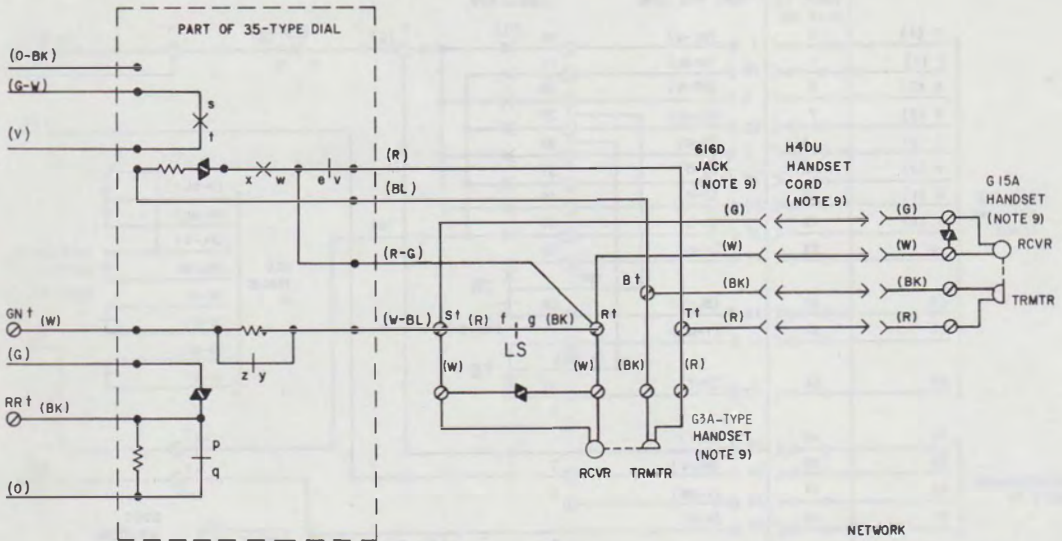 PART OF 35-TYPE DIAL
(O-BK)
(G-W)
s
t
(V)
(R)
x w
e v
(BL)
616D
JACK
(NOTE 9)
H4DU
HANDSET
CORD
(NOTE 9)
G15A
HANDSET
(NOTE 9)
(G)
(G)
RCVR
(R-G)
(W)
(W)
B†
(BK)
(BK)
TRMTR
GN† (W)
(W-BL)
S†
(R) f g (BK)
R†
T†
(R)
(R)
LS
z y
(G)
(W)
(W)
(BK)
(R)
RR† (BK)
p
q
G3A-TYPE
HANDSET
(NOTE 9)
RCVR
TRMTR
(O)
NETWORK